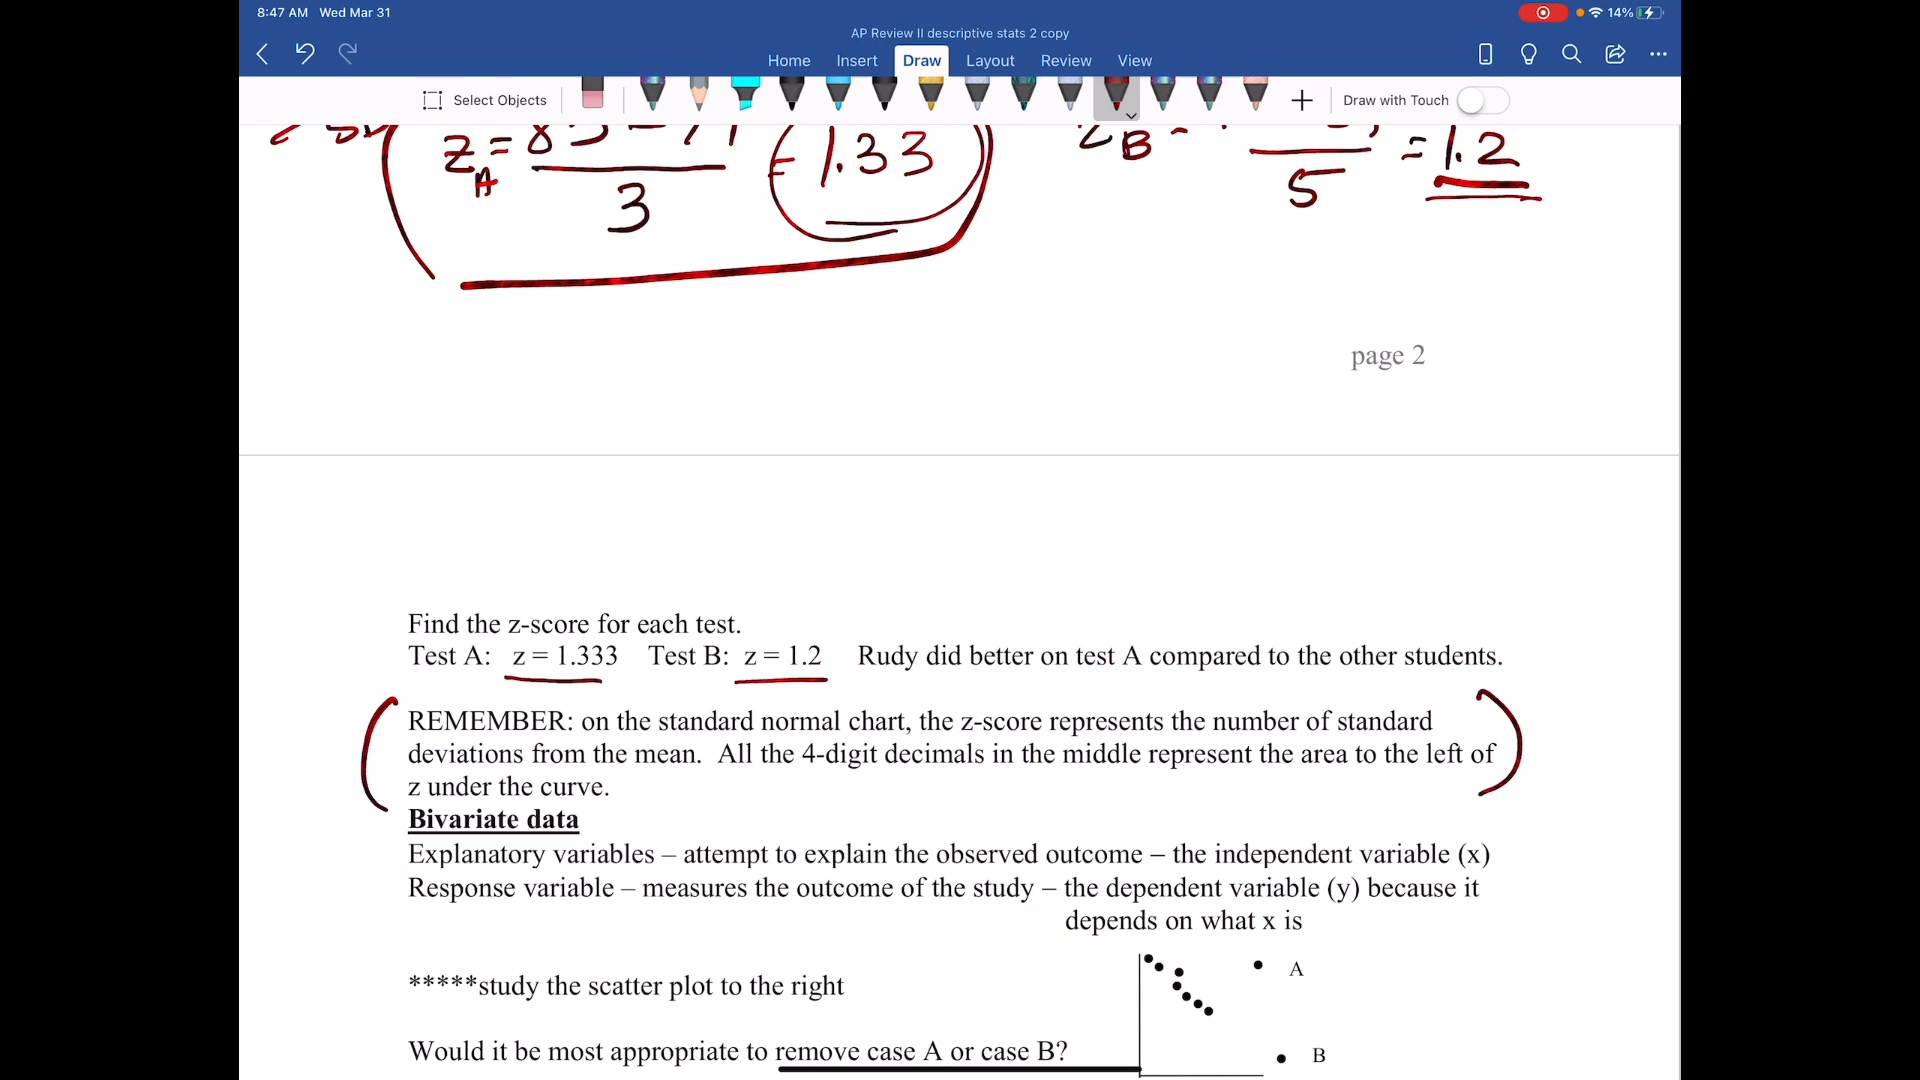 8:47 AM Wed Mar 31
14%
AP Review II descriptive stats 2 copy
Home Insert Draw Layout Review View
Select Objects
Draw with Touch
z_A = 3 = 1.33
z_B = 5 = 1.2
page 2
Find the z-score for each test.
Test A: z = 1.333 Test B: z = 1.2 Rudy did better on test A compared to the other students.
REMEMBER: on the standard normal chart, the z-score represents the number of standard
deviations from the mean. All the 4-digit decimals in the middle represent the area to the left of
z under the curve.
Bivariate data
Explanatory variables – attempt to explain the observed outcome – the independent variable (x)
Response variable – measures the outcome of the study – the dependent variable (y) because it
depends on what x is
A
*****study the scatter plot to the right
Would it be most appropriate to remove case A or case B?
B